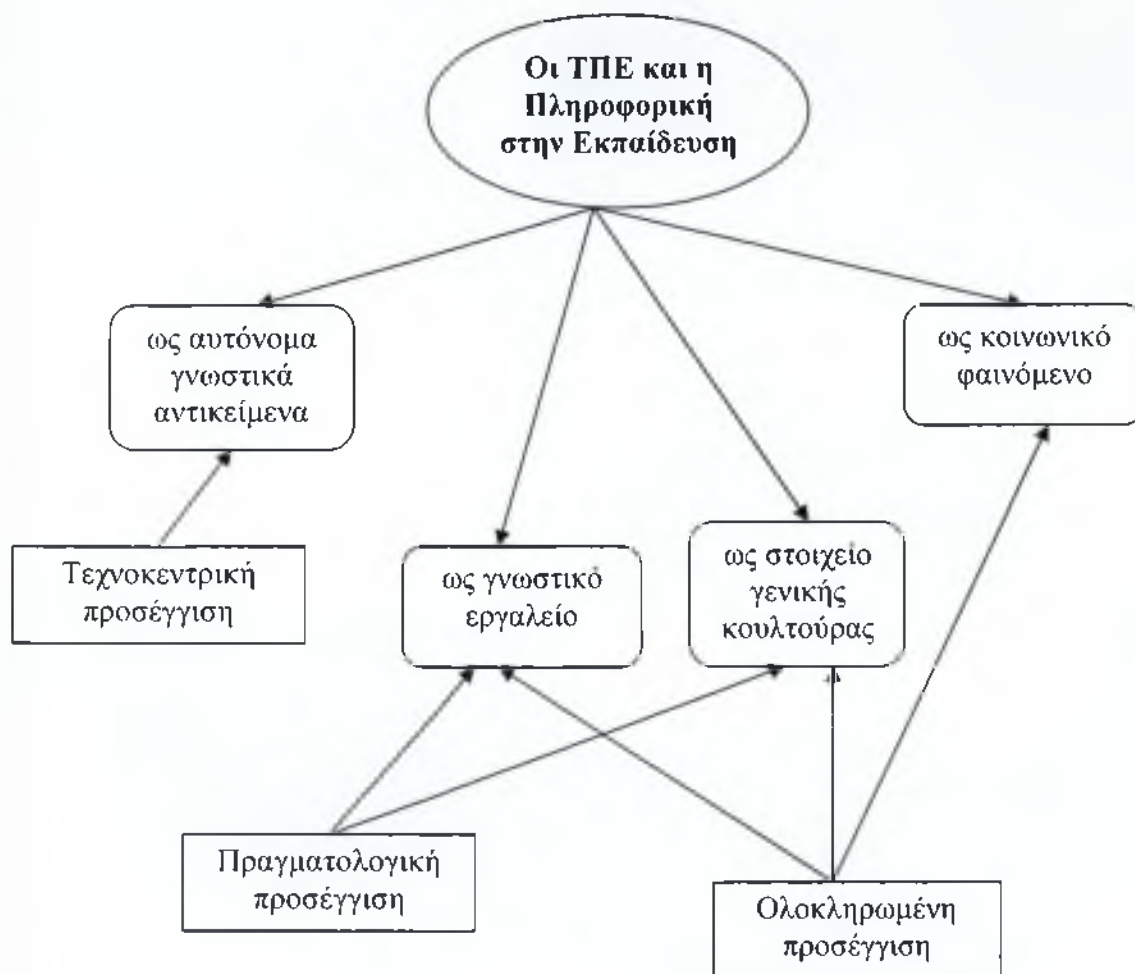 Οι ΤΠΕ και η
Πληροφορική
στην Εκπαίδευση
ως αυτόνομα
γνωστικά
αντικείμενα
ως κοινωνικό
φαινόμενο
Τεχνοκεντρική
προσέγγιση
ως γνωστικό
εργαλείο
ως στοιχείο
γενικής
κουλτούρας
Πραγματολογική
προσέγγιση
Ολοκληρωμένη
προσέγγιση